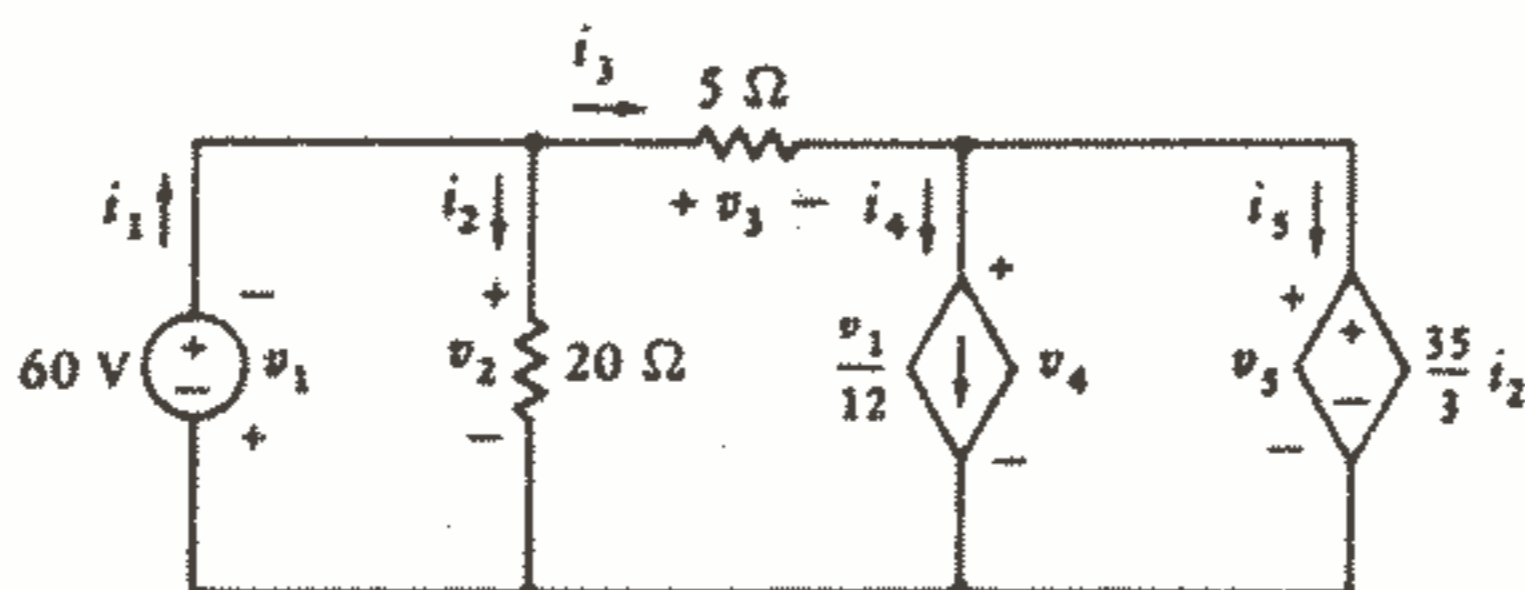 i₃
5 Ω
i₁ i₂ + v₃ − i₄ i₅
− + + +
60 V + − v₁ v₂ 20 Ω v₁/12 v₄ v₅ + − 35/3 i₂
+ − − −